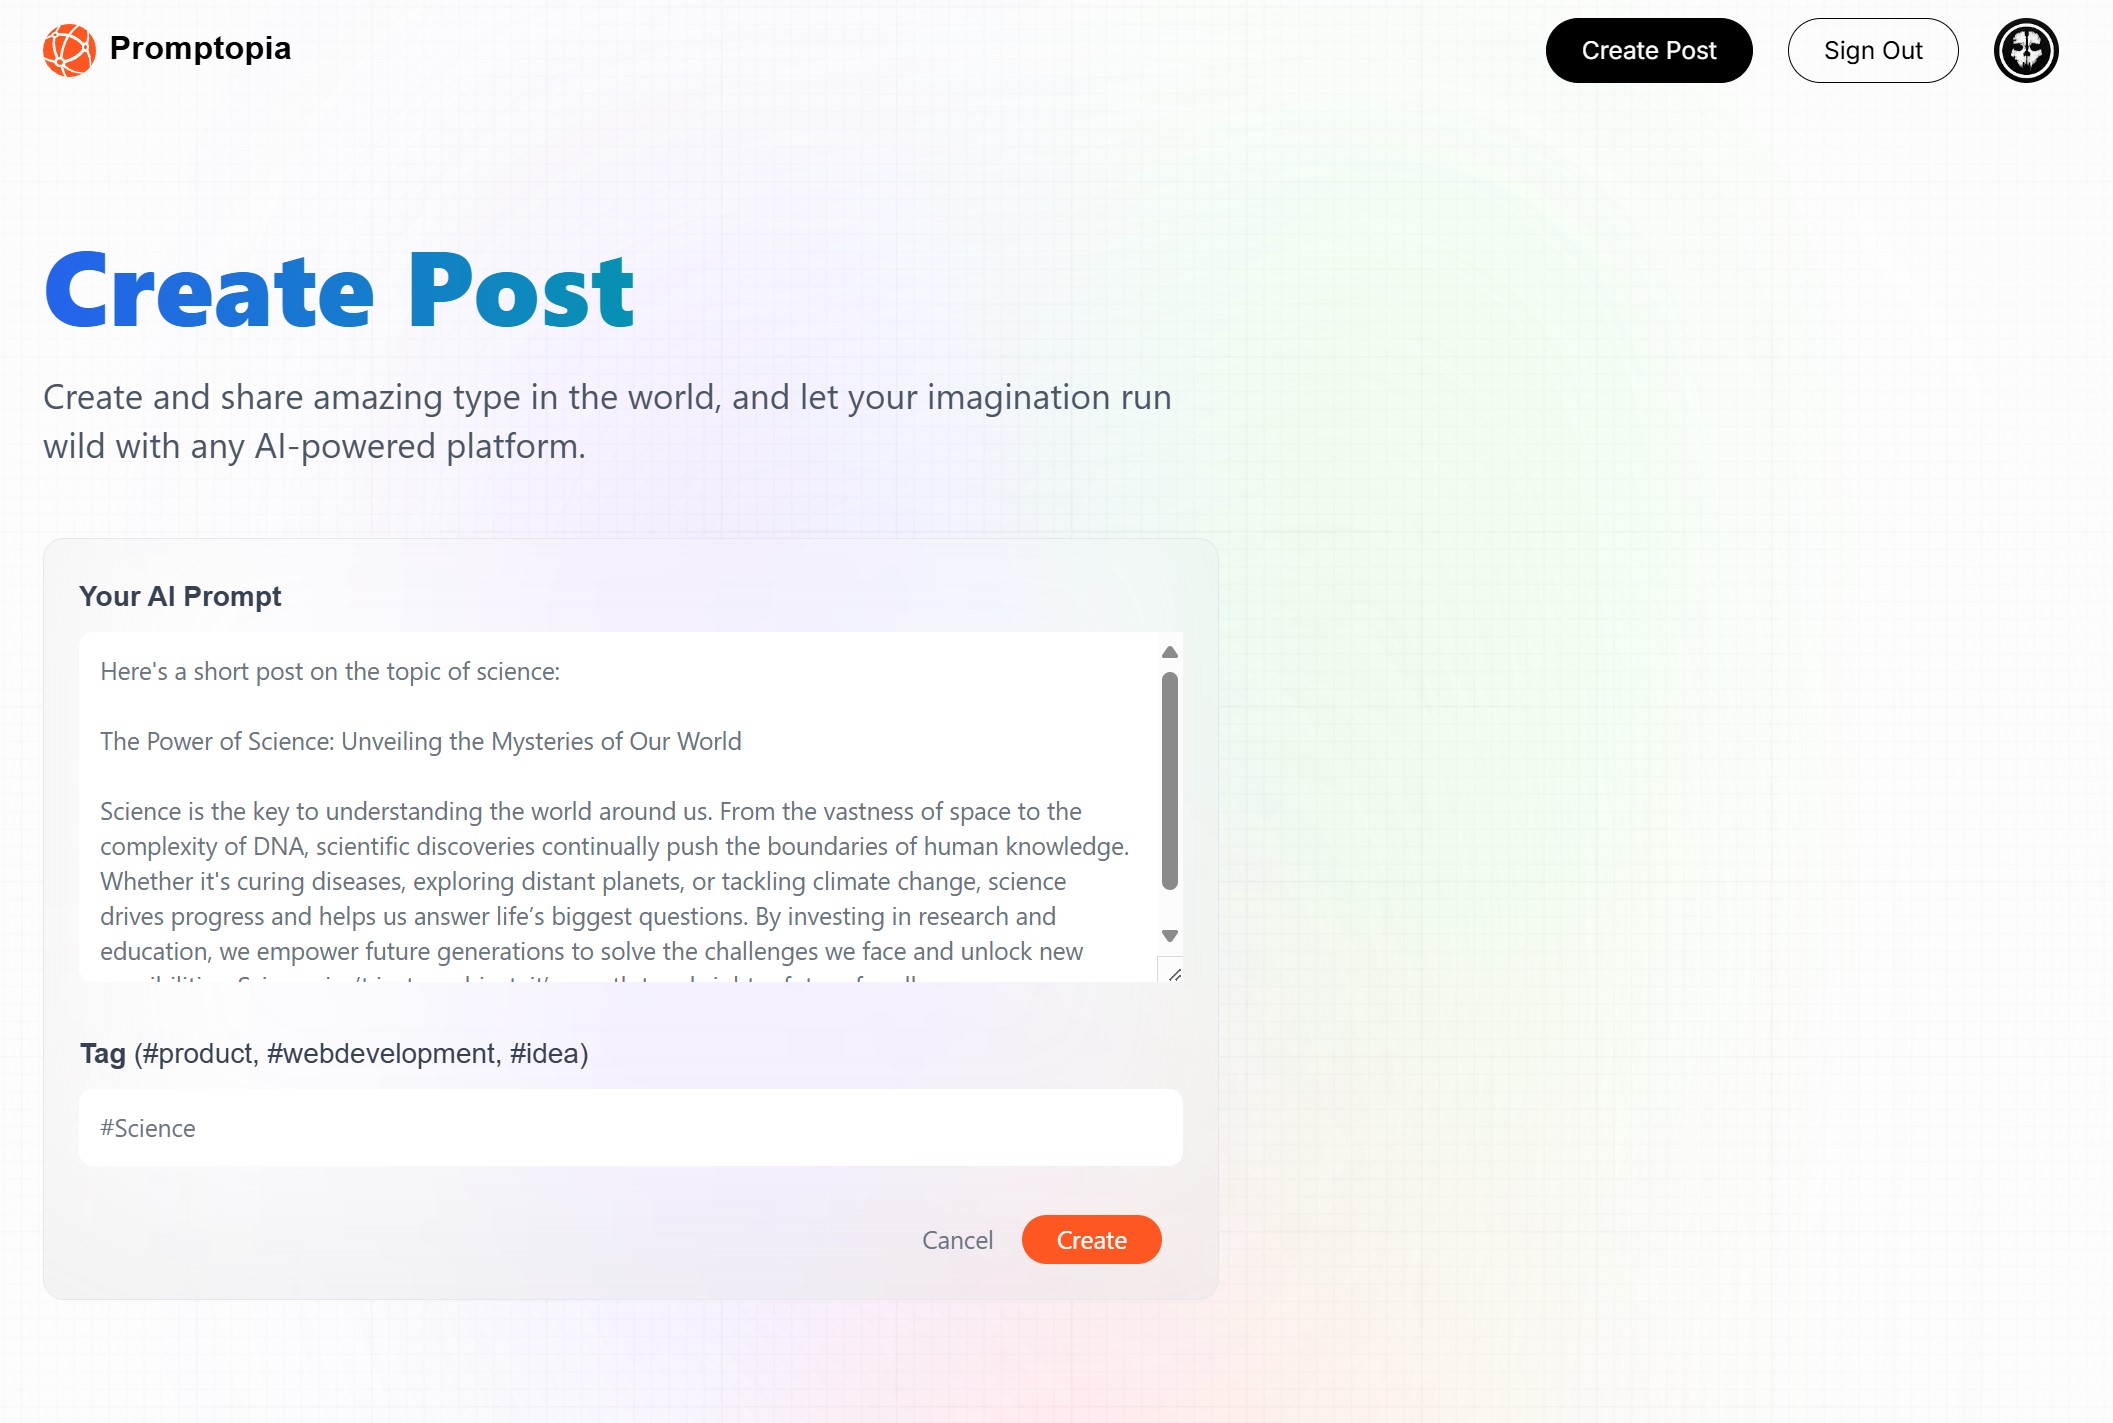 Promptopia
Create Post
Sign Out
Create Post
Create and share amazing type in the world, and let your imagination run
wild with any AI-powered platform.
Your AI Prompt
Here's a short post on the topic of science:
The Power of Science: Unveiling the Mysteries of Our World
Science is the key to understanding the world around us. From the vastness of space to the
complexity of DNA, scientific discoveries continually push the boundaries of human knowledge.
Whether it's curing diseases, exploring distant planets, or tackling climate change, science
drives progress and helps us answer life’s biggest questions. By investing in research and
education, we empower future generations to solve the challenges we face and unlock new
Tag (#product, #webdevelopment, #idea)
#Science
Cancel
Create